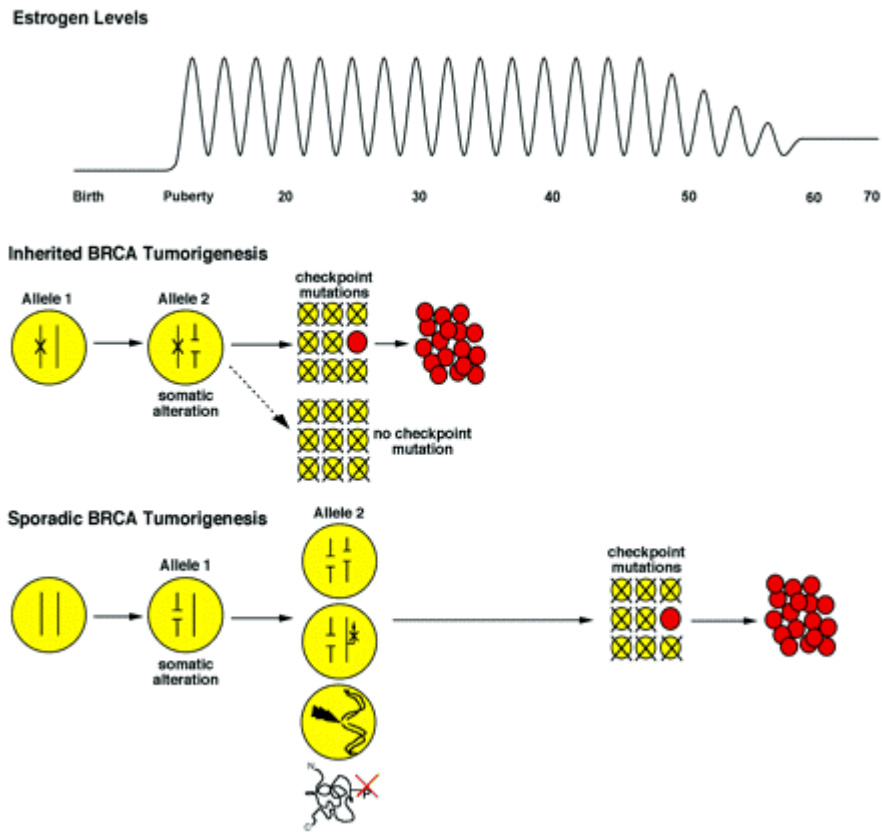 Estrogen Levels
Birth Puberty 20 30 40 50 60 70
Inherited BRCA Tumorigenesis
Allele 1
Allele 2
checkpoint
mutations
somatic
alteration
no checkpoint
mutation
Sporadic BRCA Tumorigenesis
Allele 1
Allele 2
checkpoint
mutations
somatic
alteration
N
P
C